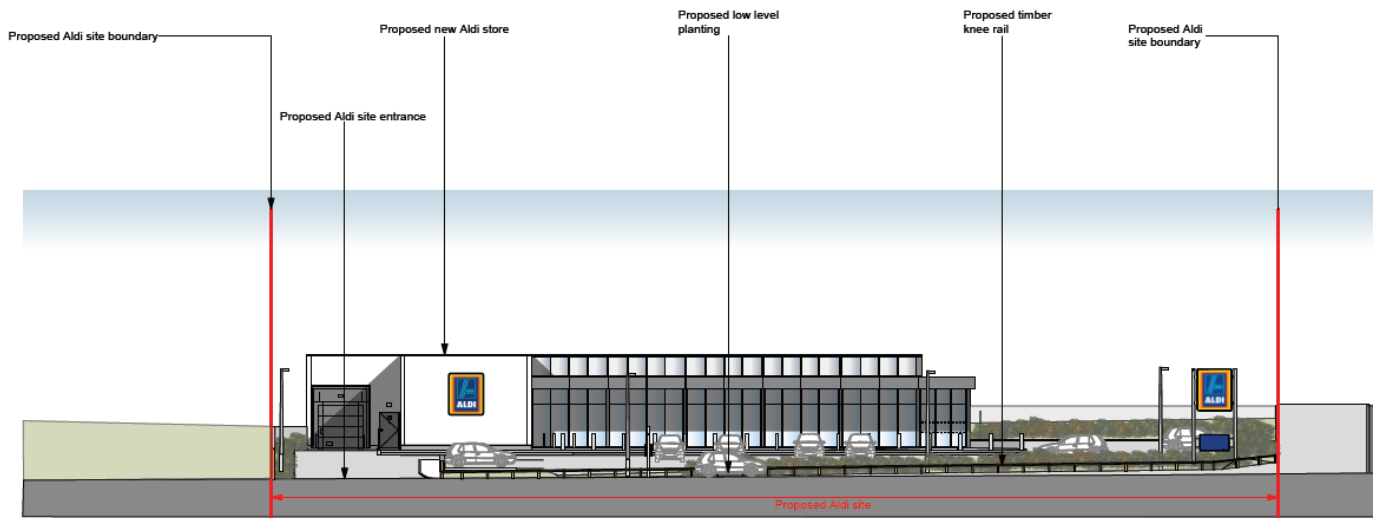 Proposed low level
planting
Proposed timber
knee rail
Proposed Aldi site boundary
Proposed new Aldi store
Proposed Aldi
site boundary
Proposed Aldi site entrance
ALDI
ALDI
Proposed Aldi site